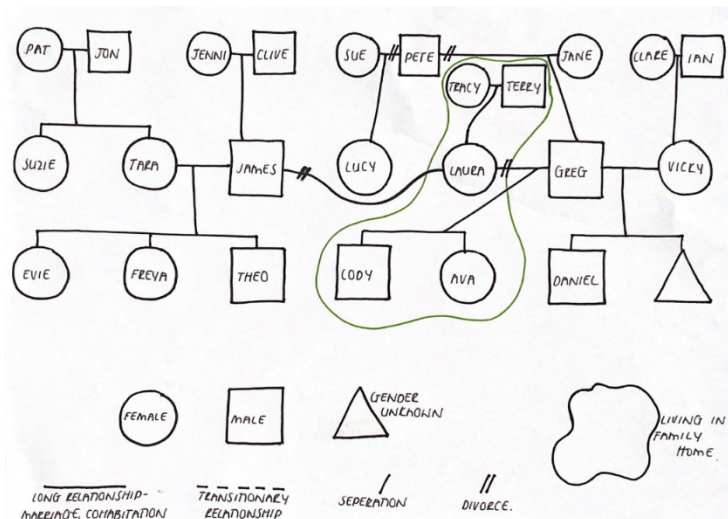 PAT
JON
JENNI
CLIVE
SUE
PETE
JANE
CLARE
IAN
TRACY
TERRY
SUZIE
TARA
JAMES
LUCY
LAURA
GREG
VICKY
EVIE
FREYA
THEO
CODY
AVA
DANIEL
FEMALE
MALE
GENDER
UNKNOWN
LIVING IN
FAMILY
HOME.
LONG RELATIONSHIP-
MARRIAGE, COHABITATION
TRANSITIONARY
RELATIONSHIP
SEPERATION
DIVORCE.